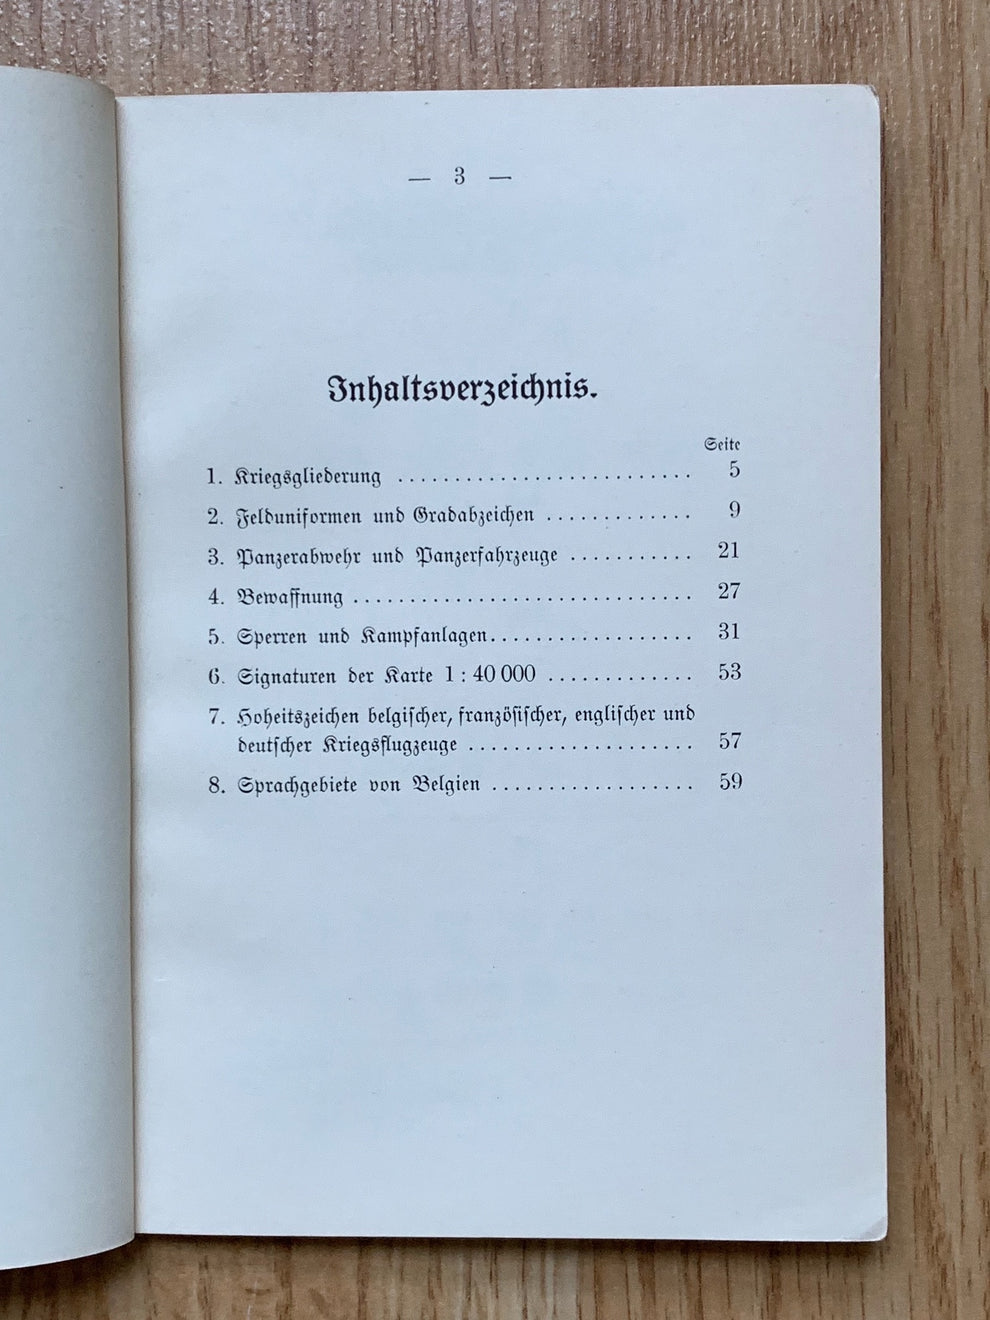 — 3 —
Inhaltsverzeichnis.
Seite
1. Kriegsgliederung .......................... 5
2. Felduniformen und Gradabzeichen ............. 9
3. Panzerabwehr und Panzerfahrzeuge ........... 21
4. Bewaffnung .............................. 27
5. Sperren und Kampfanlagen.................. 31
6. Signaturen der Karte 1 : 40 000 ............. 53
7. Hoheitszeichen belgiſcher, franzöſiſcher, engliſcher und
deutſcher Kriegsflugzeuge .................... 57
8. Sprachgebiete von Belgien .................. 59